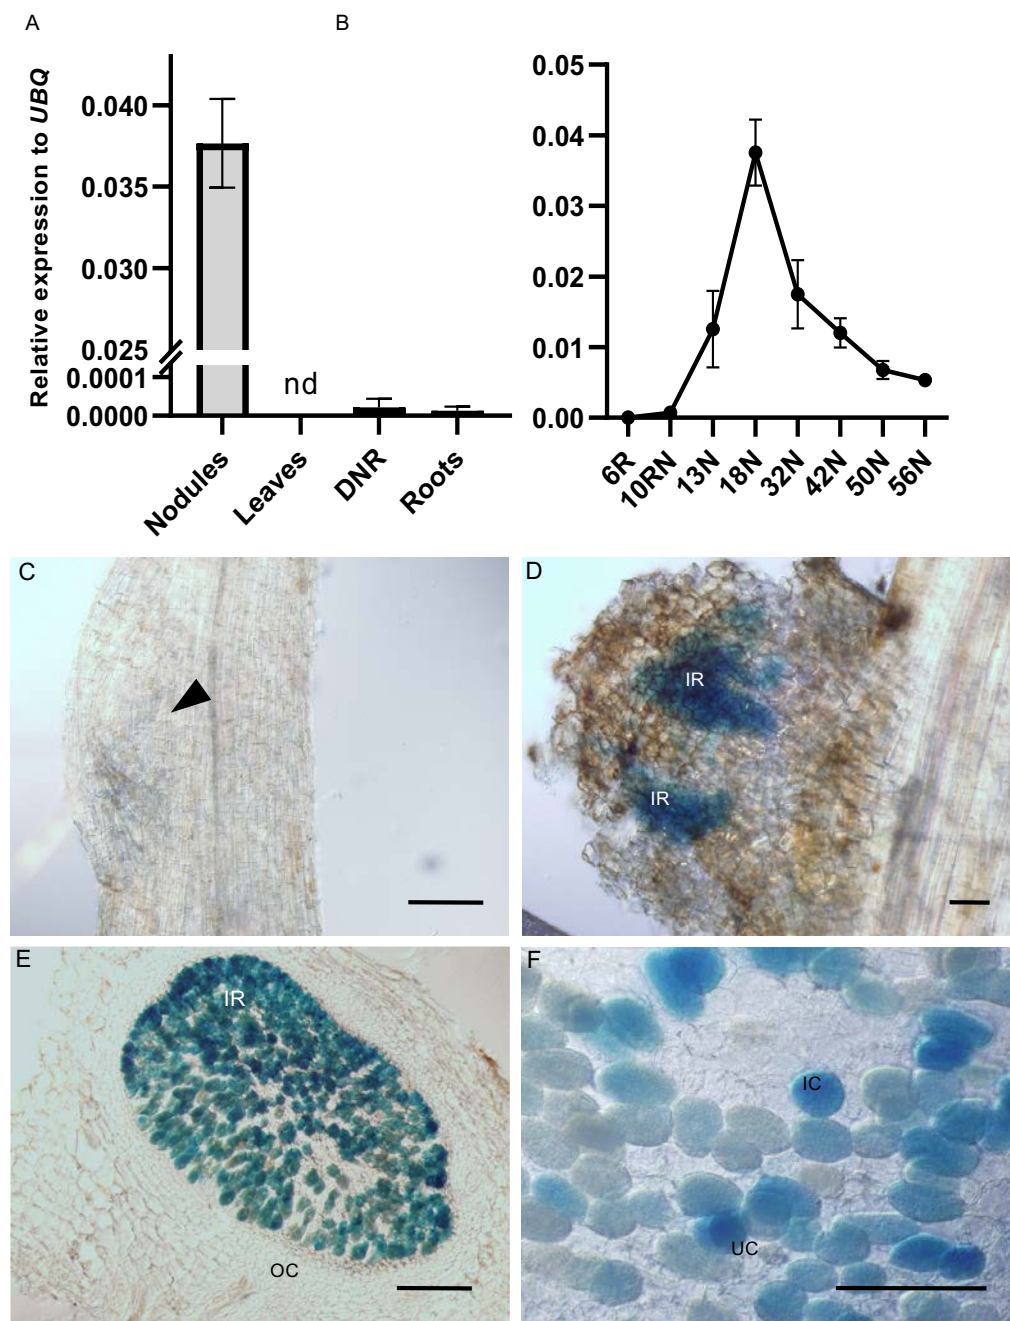 A
B
Relative expression to UBQ
0.040
0.035
0.030
0.025
0.0001
0.0000
nd
Nodules
Leaves
DNR
Roots
0.05
0.04
0.03
0.02
0.01
0.00
6R
10RN
13N
18N
32N
42N
50N
56N
C
D
IR
IR
E
IR
OC
F
IC
UC